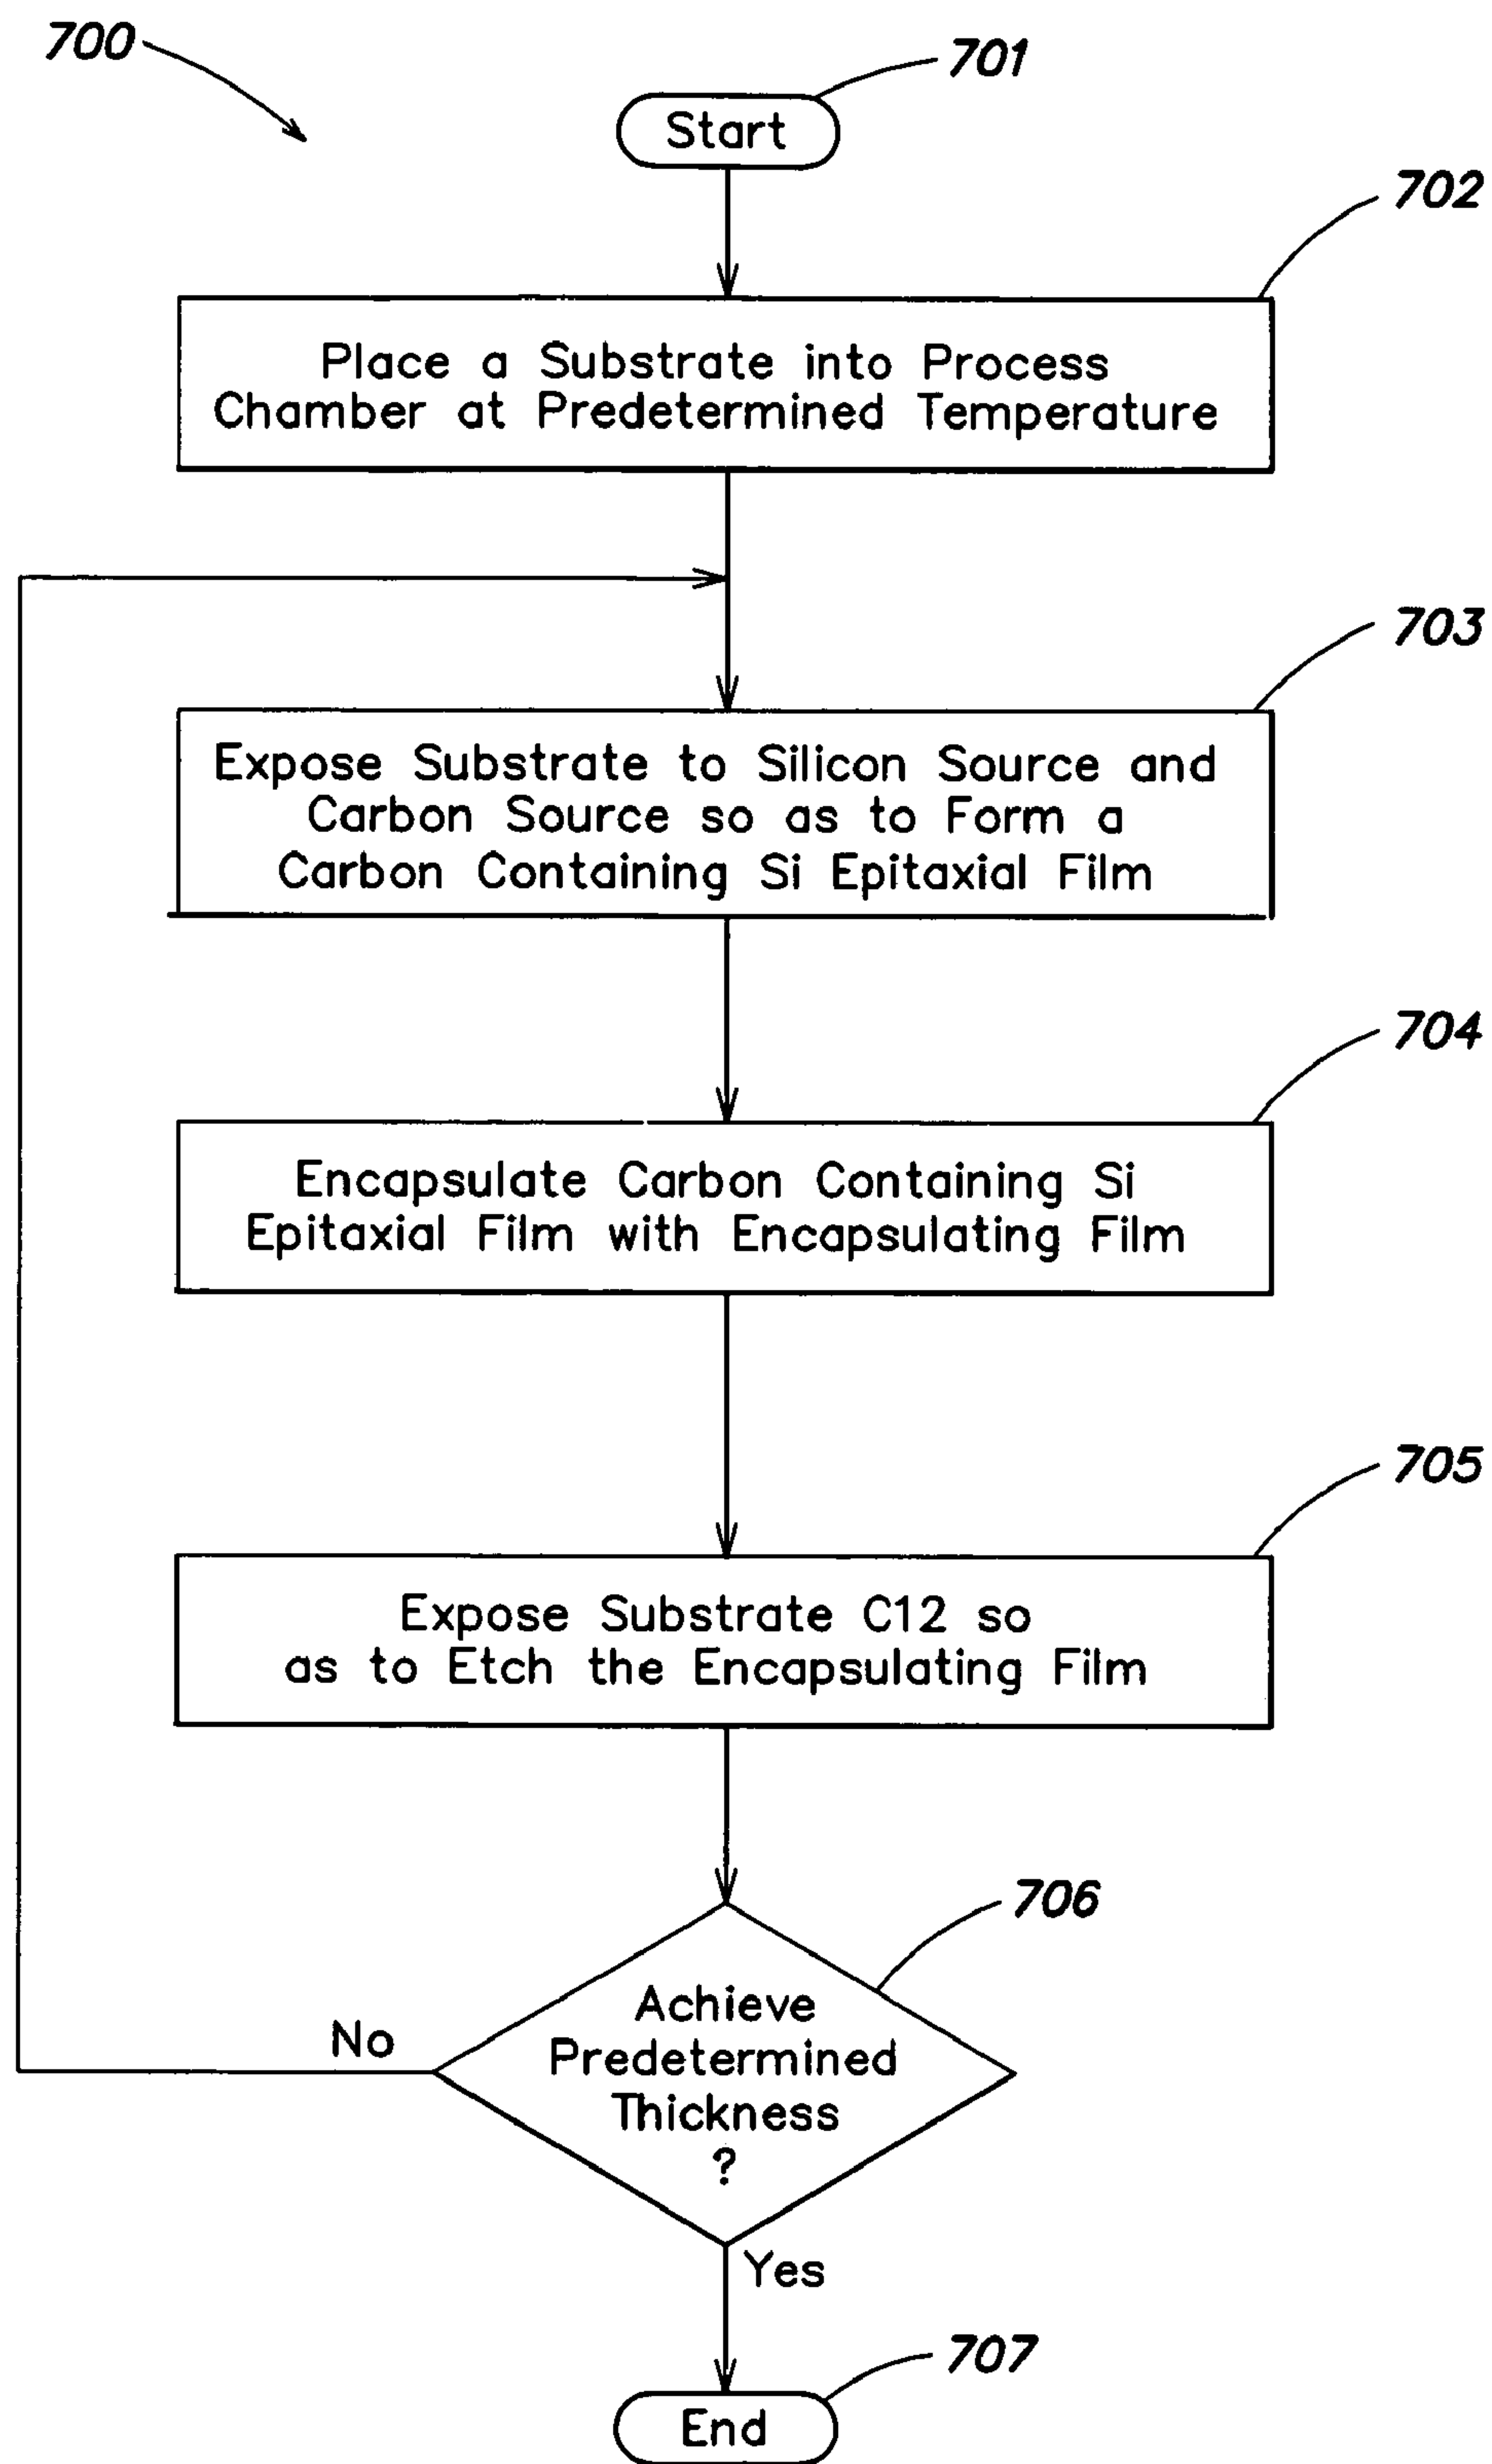 700
701
Start
702
Place a Substrate into Process
Chamber at Predetermined Temperature
703
Expose Substrate to Silicon Source and
Carbon Source so as to Form a
Carbon Containing Si Epitaxial Film
704
Encapsulate Carbon Containing Si
Epitaxial Film with Encapsulating Film
705
Expose Substrate C12 so
as to Etch the Encapsulating Film
706
Achieve
Predetermined
Thickness
?
No
Yes
707
End